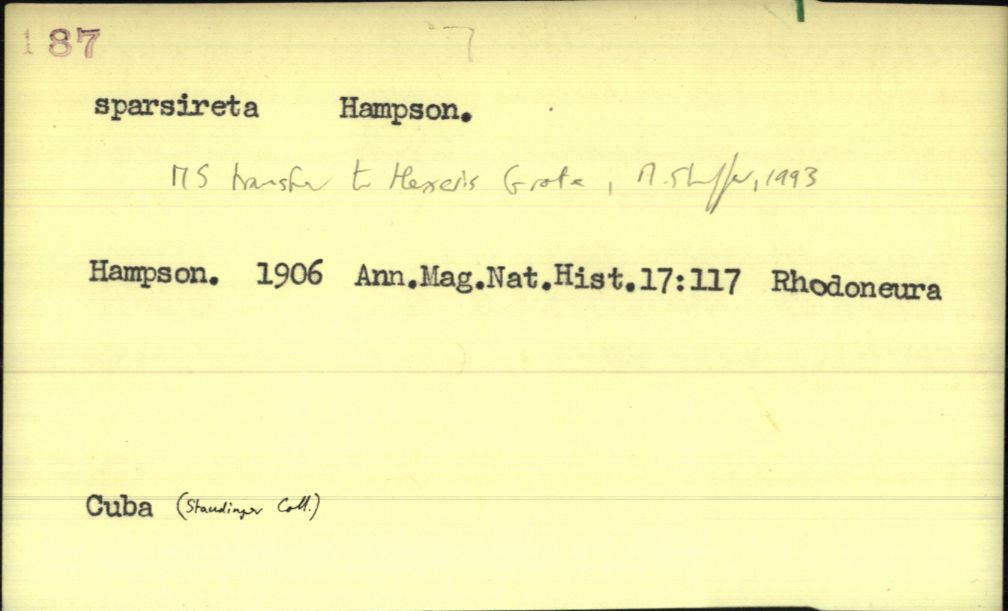 187
sparsireta Hampson.
MS transfer to Hexeris Grote, M. Shaffer, 1993
Hampson. 1906 Ann.Mag.Nat.Hist.17:117 Rhodoneura
Cuba (Staudinger Coll.)